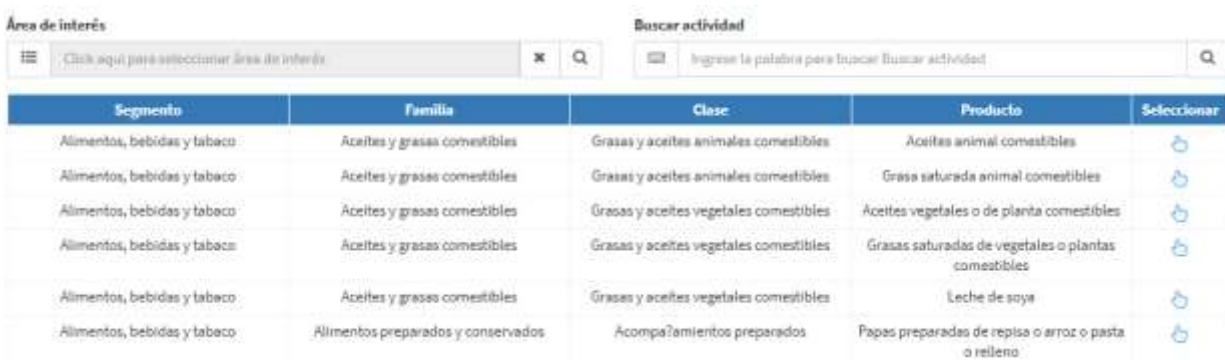 Área de interés
Buscar actividad
Click aquí para seleccionar área de interés
Ingrese la palabra para buscar Buscar actividad
Segmento Familia Clase Producto Seleccionar
Alimentos, bebidas y tabaco Aceites y grasas comestibles Grasas y aceites animales comestibles Aceites animal comestibles
Alimentos, bebidas y tabaco Aceites y grasas comestibles Grasas y aceites animales comestibles Grasa saturada animal comestibles
Alimentos, bebidas y tabaco Aceites y grasas comestibles Grasas y aceites vegetales comestibles Aceites vegetales o de planta comestibles
Alimentos, bebidas y tabaco Aceites y grasas comestibles Grasas y aceites vegetales comestibles Grasas saturadas de vegetales o plantas
comestibles
Alimentos, bebidas y tabaco Aceites y grasas comestibles Grasas y aceites vegetales comestibles Leche de soya
Alimentos, bebidas y tabaco Alimentos preparados y conservados Acompa?amientos preparados Papas preparadas de repisa o arroz o pasta
o relleno